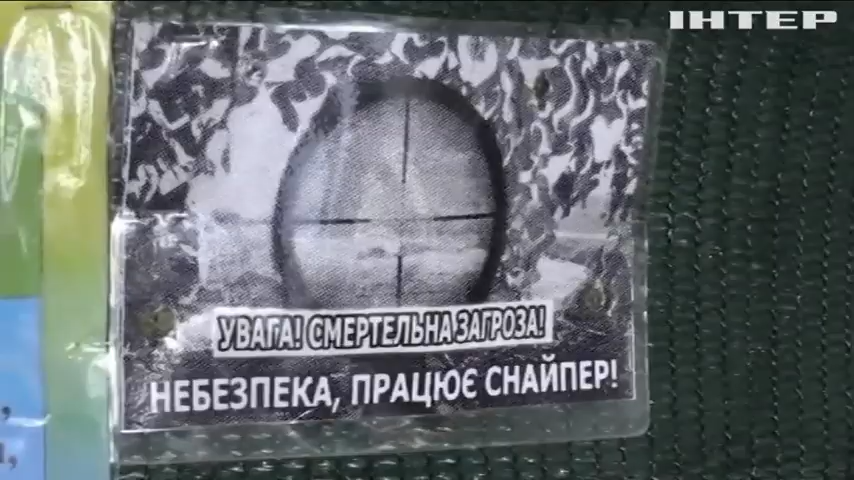 ІНТЕР
УВАГА! СМЕРТЕЛЬНА ЗАГРОЗА!
НЕБЕЗПЕКА, ПРАЦЮЄ СНАЙПЕР!